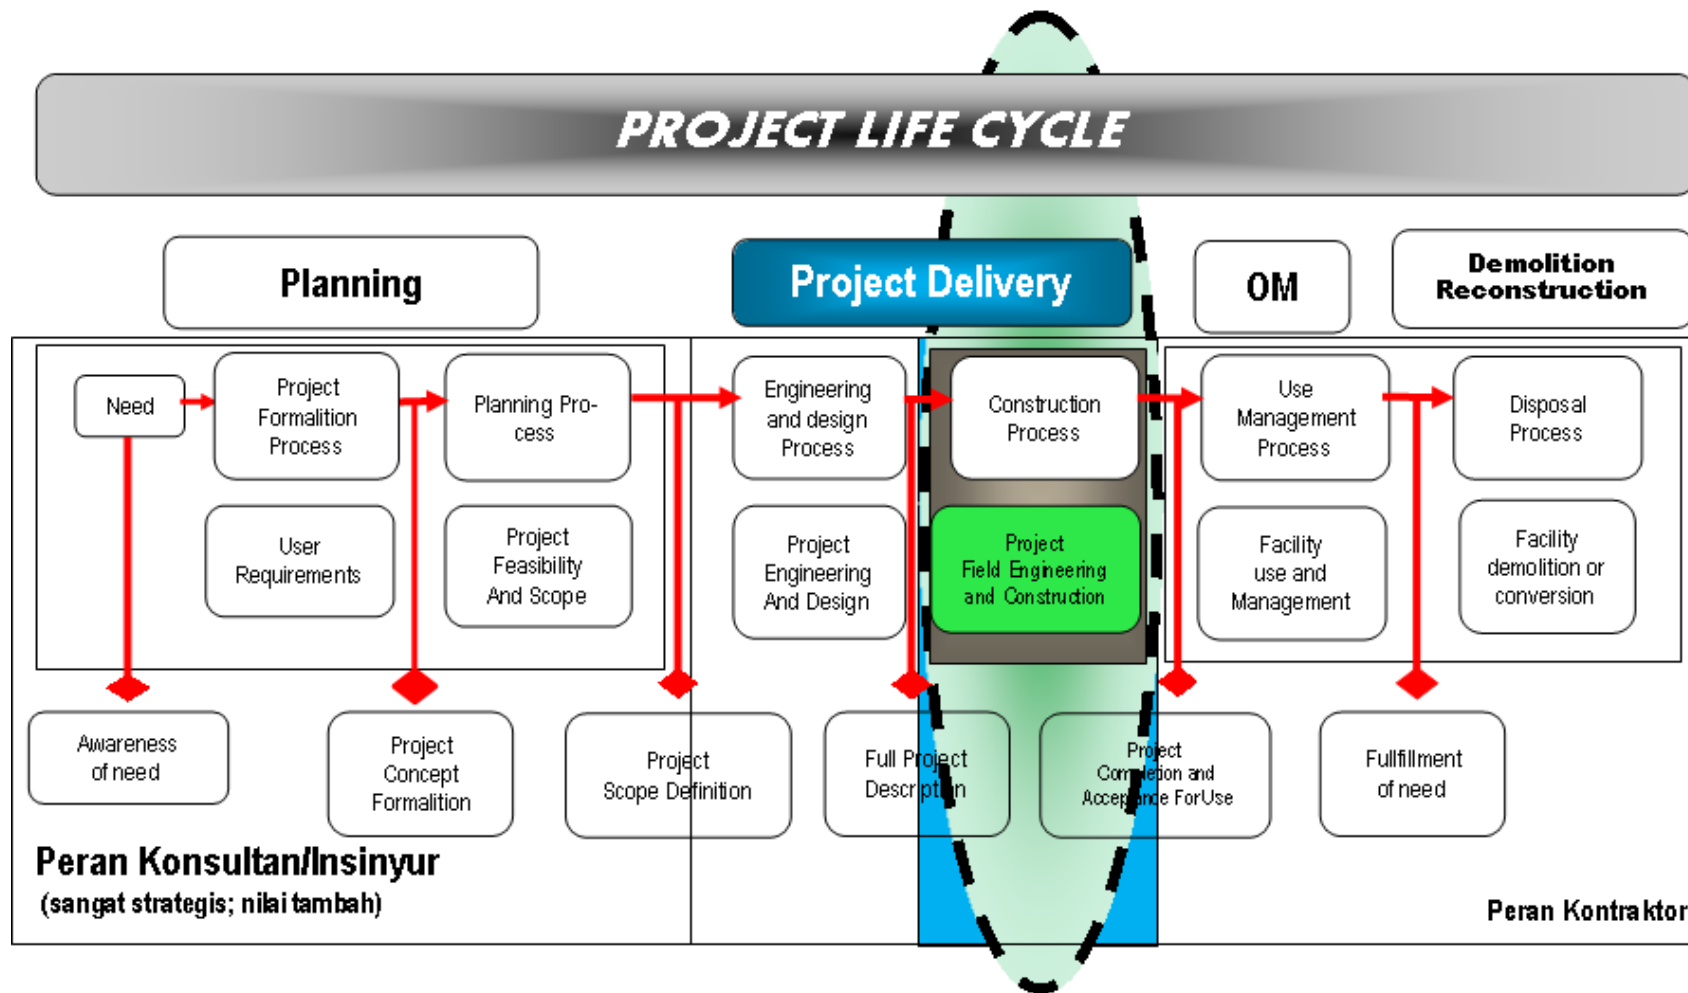 PROJECT LIFE CYCLE
Planning
Project Delivery
OM
Demolition
Reconstruction
Need
Project
Formalition
Process
Planning Pro-
cess
Engineering
and design
Process
Construction
Process
Use
Management
Process
Disposal
Process
User
Requirements
Project
Feasibility
And Scope
Project
Engineering
And Design
Project
Field Engineering
and Construction
Facility
use and
Management
Facility
demolition or
conversion
Awareness
of need
Project
Concept
Formalition
Project
Scope Definition
Full Project
Description
Project
Completion and
Acceptance For Use
Fullfillment
of need
Peran Konsultan/Insinyur
(sangat strategis; nilai tambah)
Peran Kontraktor